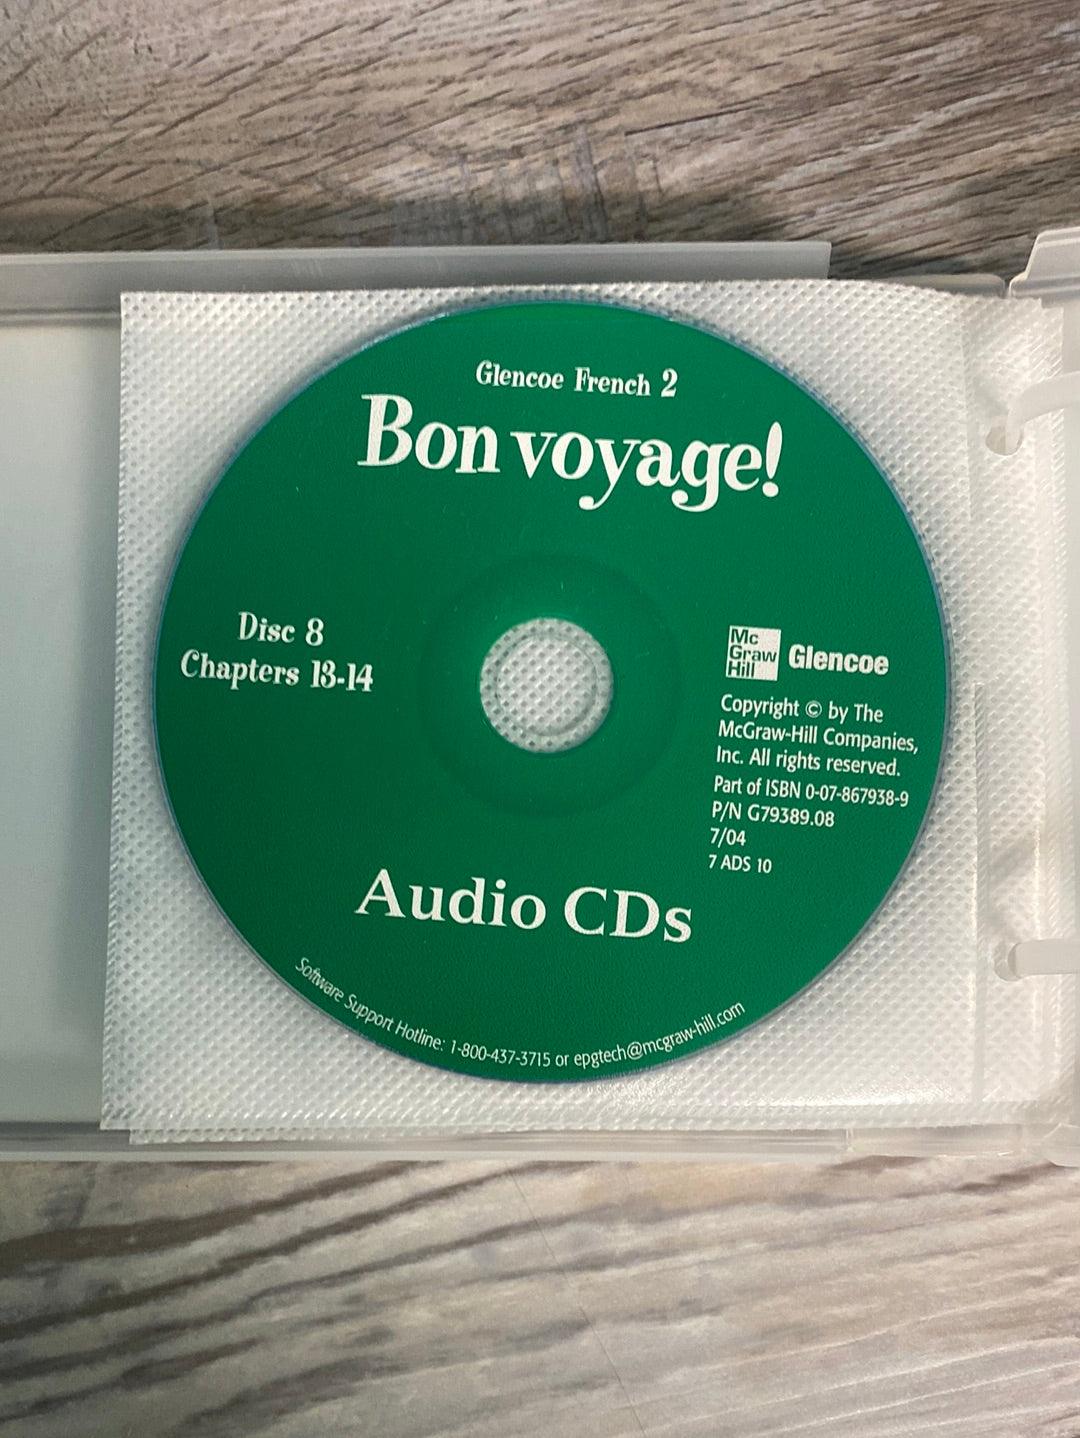 Glencoe French 2
Bon voyage!
Disc 8
Chapters 13-14
Mc
Graw
Hill
Glencoe
Copyright © by The
McGraw-Hill Companies,
Inc. All rights reserved.
Part of ISBN 0-07-867938-9
P/N G79389.08
7/04
7 ADS 10
Audio CDs
Software Support Hotline: 1-800-437-3715 or epgtech@mcgraw-hill.com